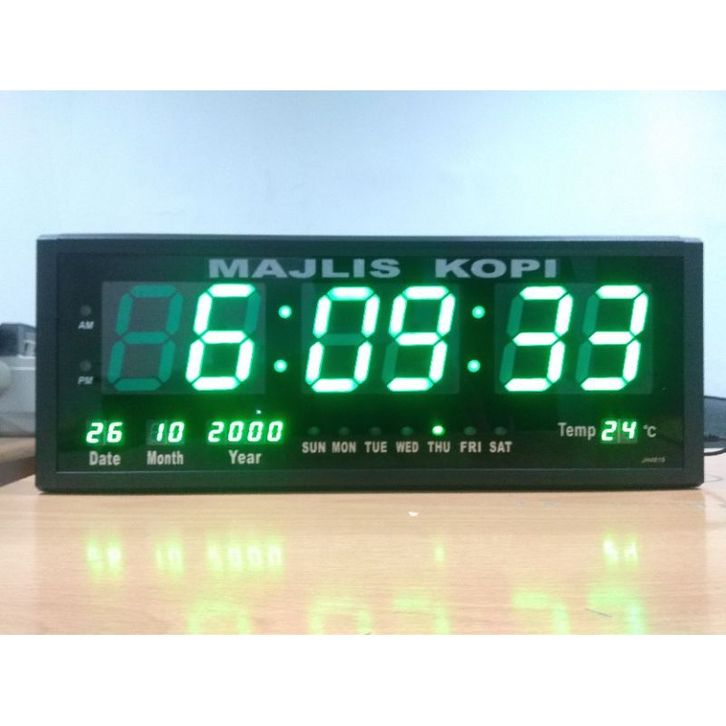 MAJLIS KOPI
AM
PM
6:09:33
26 10 2000
Date Month Year
SUN MON TUE WED THU FRI SAT
Temp 24 °C